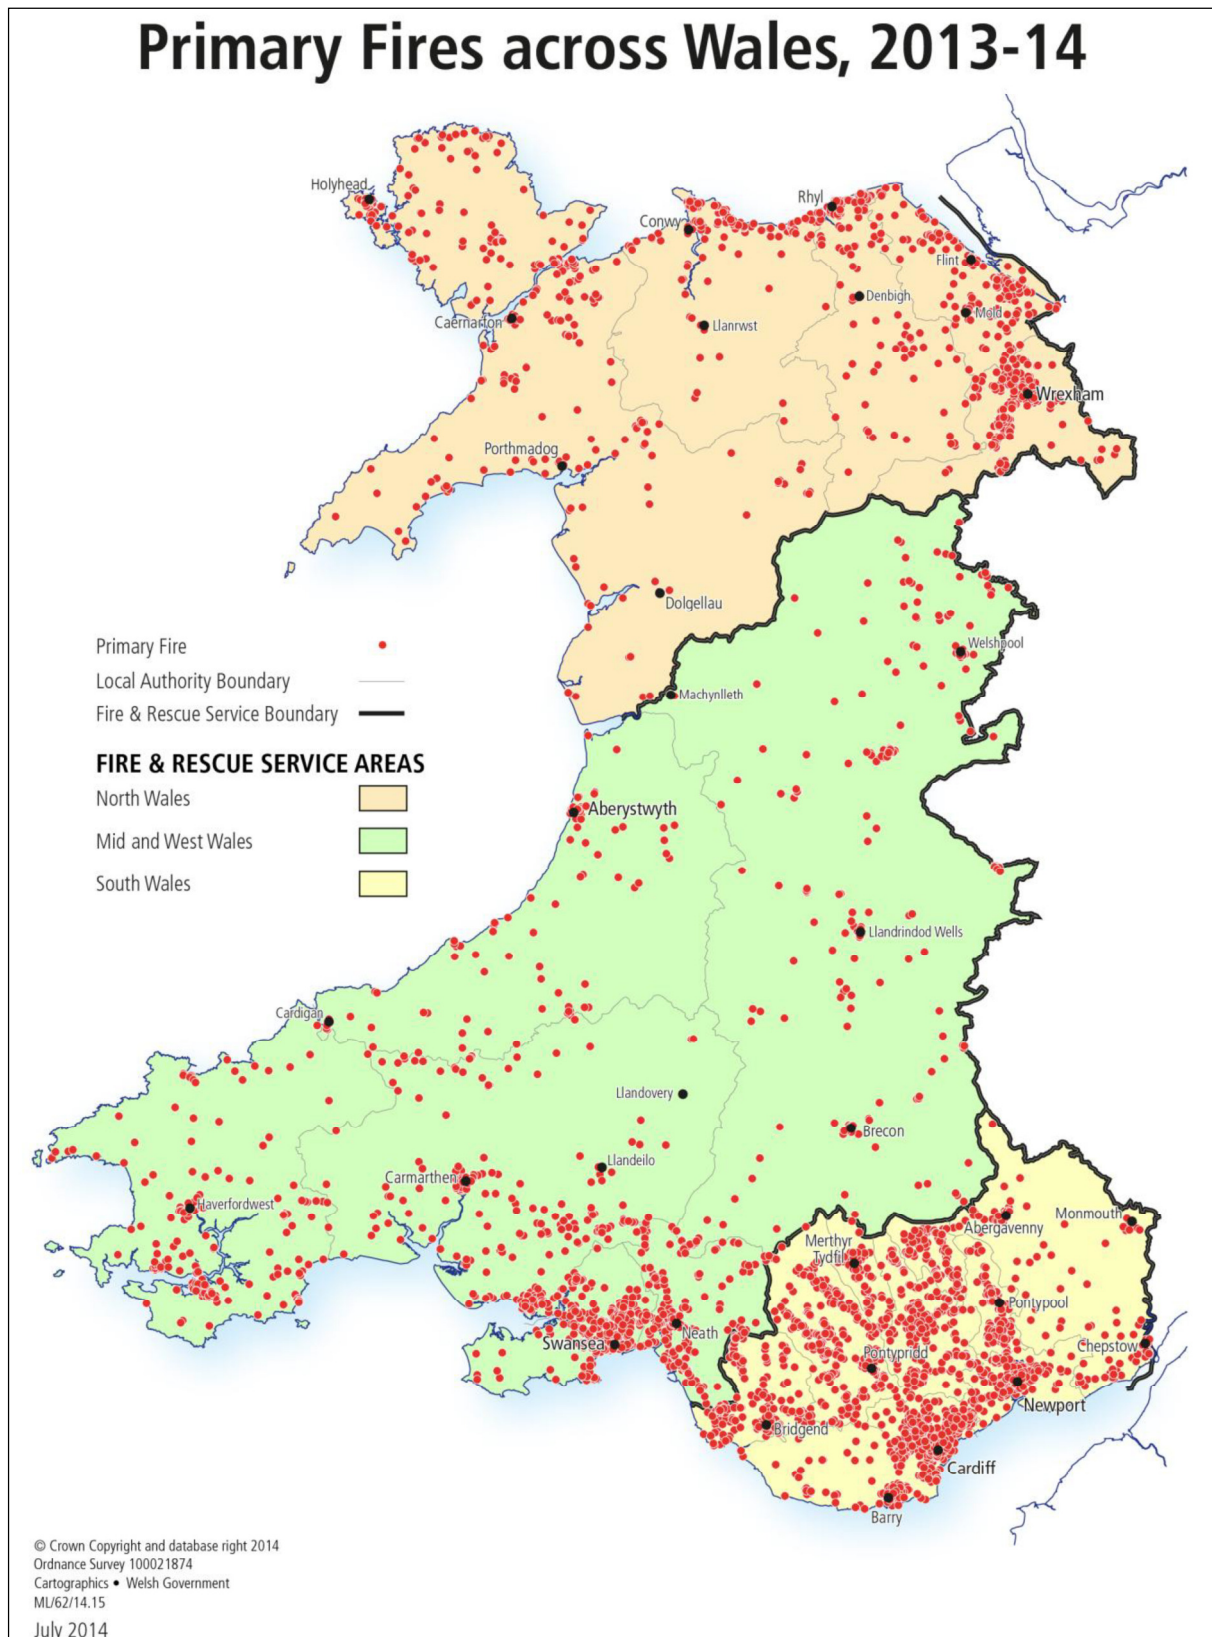 Primary Fires across Wales, 2013-14
Holyhead
Rhyl
Conwy
Flint
Denbigh
Mold
Caernarfon
Llanrwst
Wrexham
Porthmadog
Dolgellau
Primary Fire
Welshpool
Local Authority Boundary
Machynlleth
Fire & Rescue Service Boundary
FIRE & RESCUE SERVICE AREAS
North Wales
Aberystwyth
Mid and West Wales
South Wales
Llandrindod Wells
Cardigan
Llandovery
Brecon
Llandeilo
Carmarthen
Haverfordwest
Monmouth
Abergavenny
Merthyr
Tydfil
Pontypool
Neath
Swansea
Chepstow
Pontypridd
Newport
Bridgend
Cardiff
Barry
© Crown Copyright and database right 2014
Ordnance Survey 100021874
Cartographics • Welsh Government
ML/62/14.15
July 2014